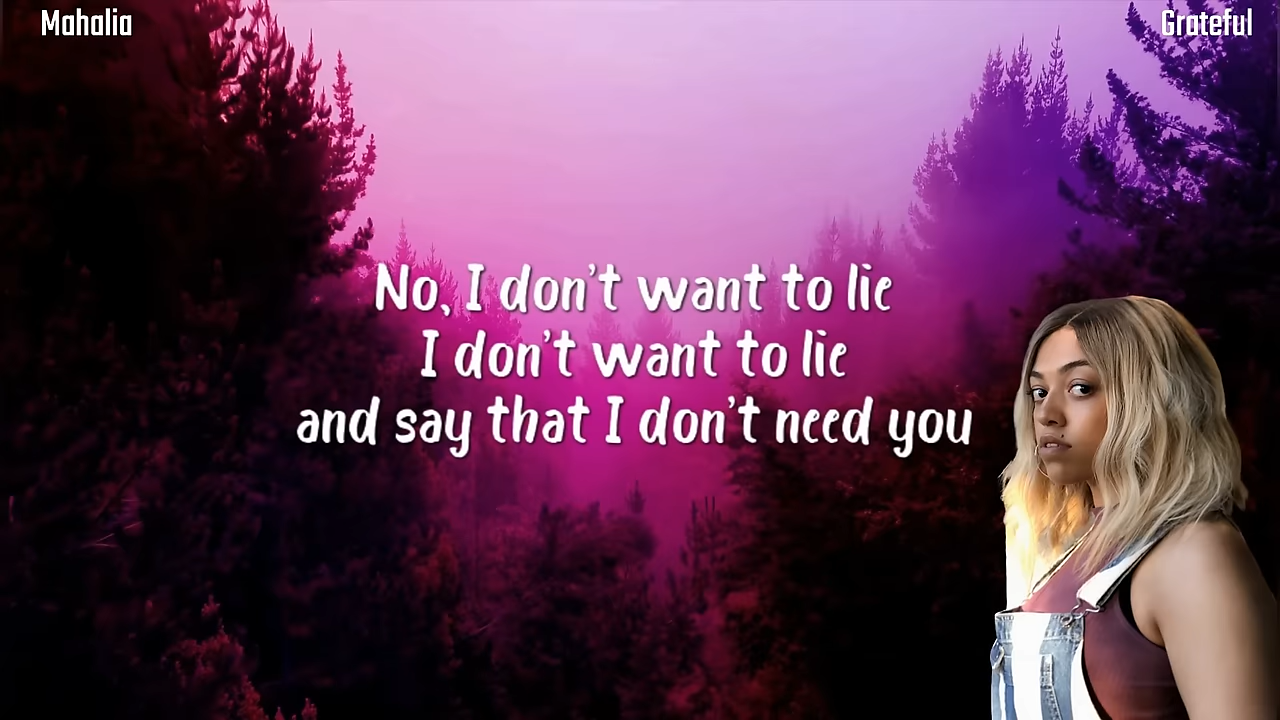 Mahalia
Grateful
No, I don't want to lie
I don't want to lie
and say that I don't need you